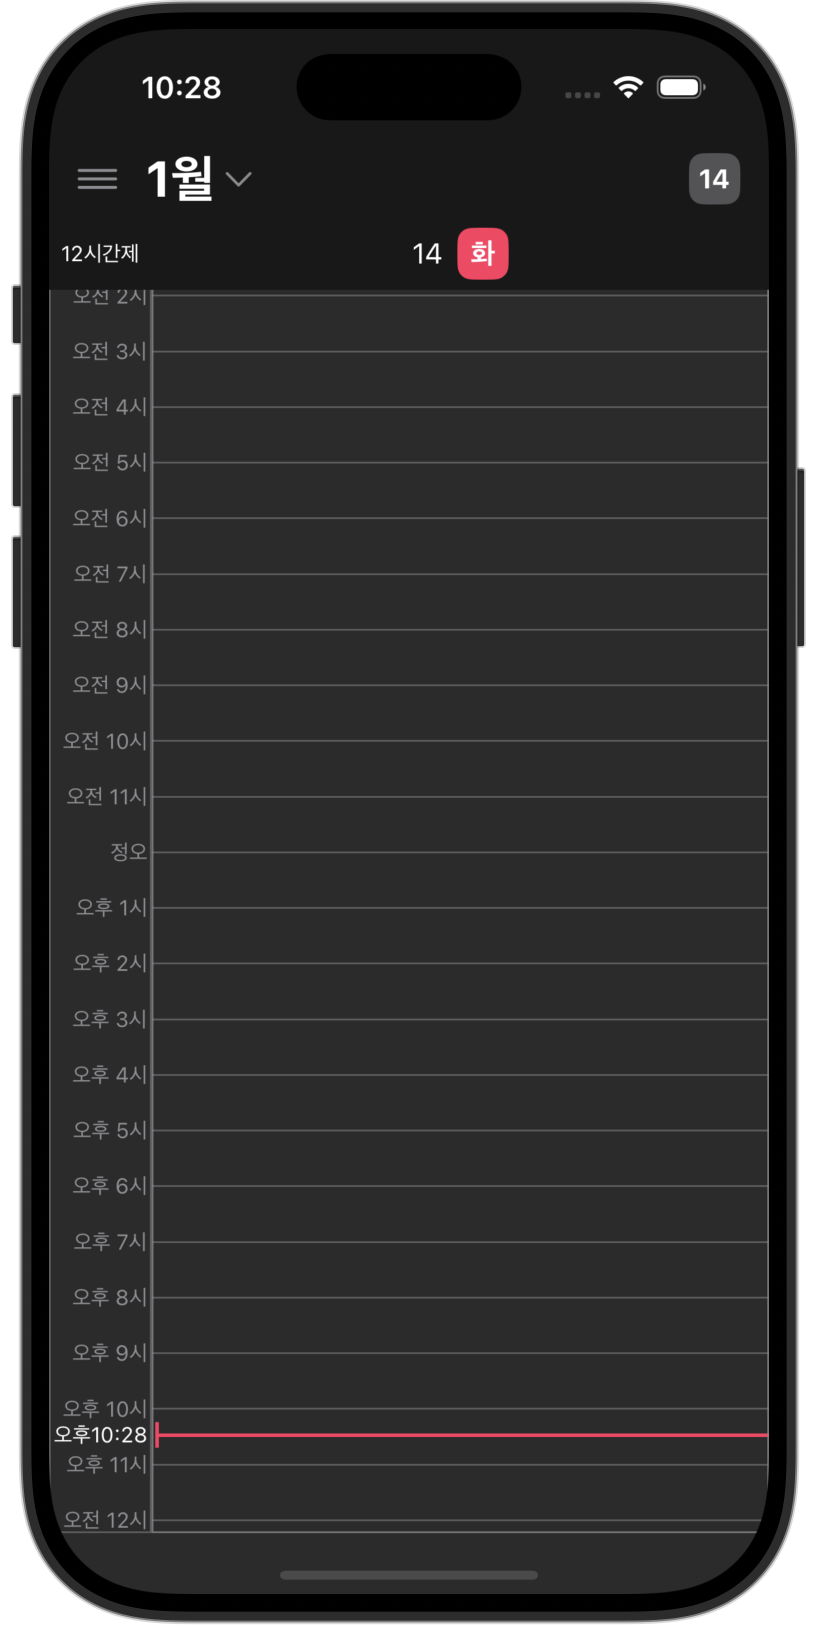 10:28
1월
14
12시간제
14 화
오전 2시
오전 3시
오전 4시
오전 5시
오전 6시
오전 7시
오전 8시
오전 9시
오전 10시
오전 11시
정오
오후 1시
오후 2시
오후 3시
오후 4시
오후 5시
오후 6시
오후 7시
오후 8시
오후 9시
오후 10시
오후10:28
오후 11시
오전 12시